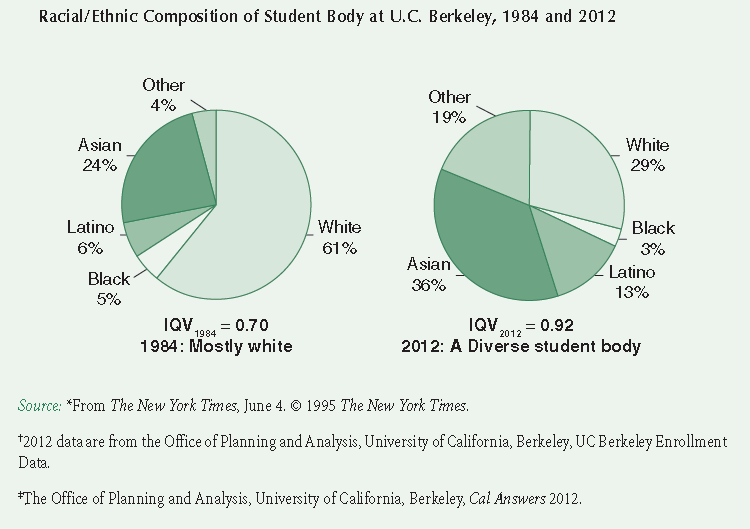 Racial/Ethnic Composition of Student Body at U.C. Berkeley, 1984 and 2012
Other
4%
Asian
24%
Latino
6%
Black
5%
White
61%
IQV1984 = 0.70
1984: Mostly white
Other
19%
White
29%
Black
3%
Latino
13%
Asian
36%
IQV2012 = 0.92
2012: A Diverse student body
Source: *From The New York Times, June 4. © 1995 The New York Times.
†2012 data are from the Office of Planning and Analysis, University of California, Berkeley, UC Berkeley Enrollment
Data.
‡The Office of Planning and Analysis, University of California, Berkeley, Cal Answers 2012.